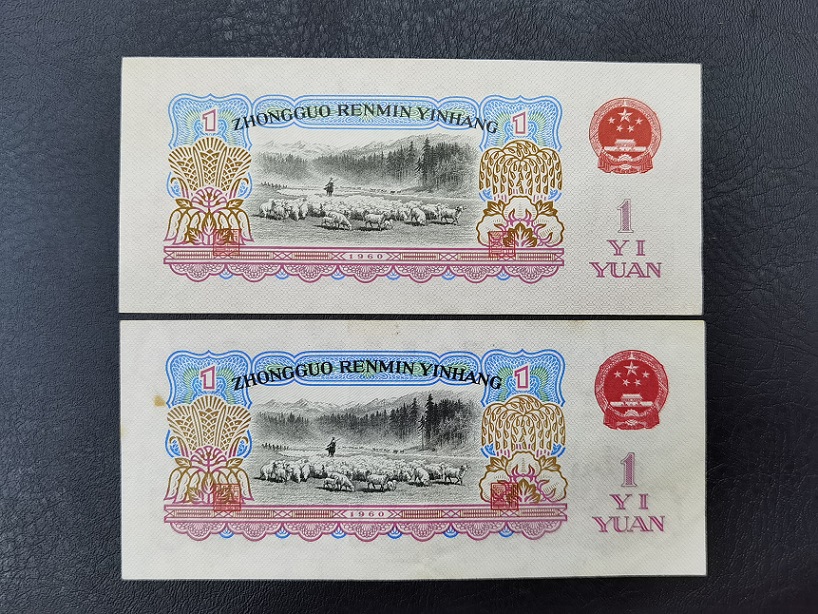 1 ZHONGGUO RENMIN YINHANG 1
1960
1
YI
YUAN
1 ZHONGGUO RENMIN YINHANG 1
1960
1
YI
YUAN